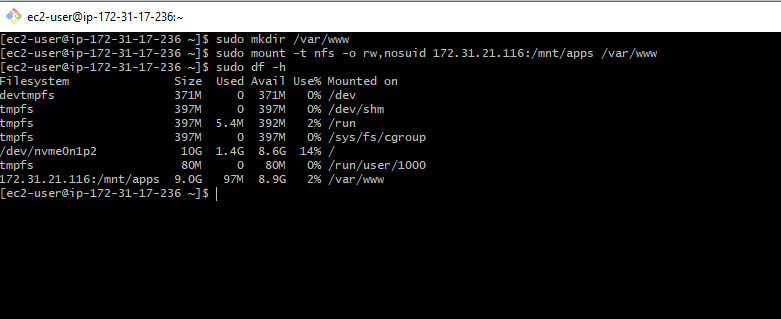 ec2-user@ip-172-31-17-236:~
[ec2-user@ip-172-31-17-236 ~]$ sudo mkdir /var/www
[ec2-user@ip-172-31-17-236 ~]$ sudo mount -t nfs -o rw,nosuid 172.31.21.116:/mnt/apps /var/www
[ec2-user@ip-172-31-17-236 ~]$ sudo df -h
Filesystem               Size  Used Avail Use% Mounted on
devtmpfs                 371M     0  371M   0% /dev
tmpfs                    397M     0  397M   0% /dev/shm
tmpfs                    397M  5.4M  392M   2% /run
tmpfs                    397M     0  397M   0% /sys/fs/cgroup
/dev/nvme0n1p2            10G  1.4G  8.6G  14% /
tmpfs                     80M     0   80M   0% /run/user/1000
172.31.21.116:/mnt/apps  9.0G   97M  8.9G   2% /var/www
[ec2-user@ip-172-31-17-236 ~]$